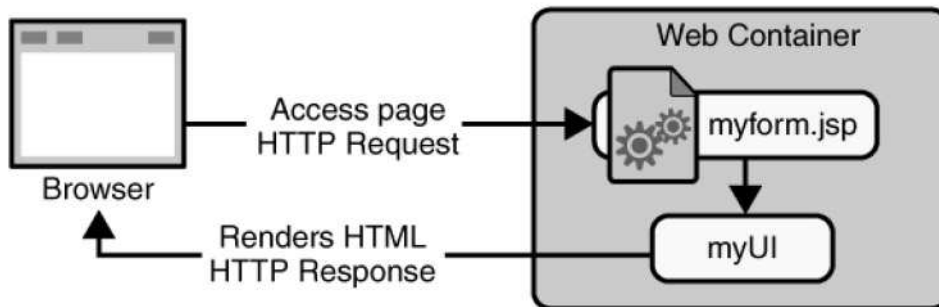 Web Container
Access page
HTTP Request
myform.jsp
Browser
Renders HTML
HTTP Response
myUI